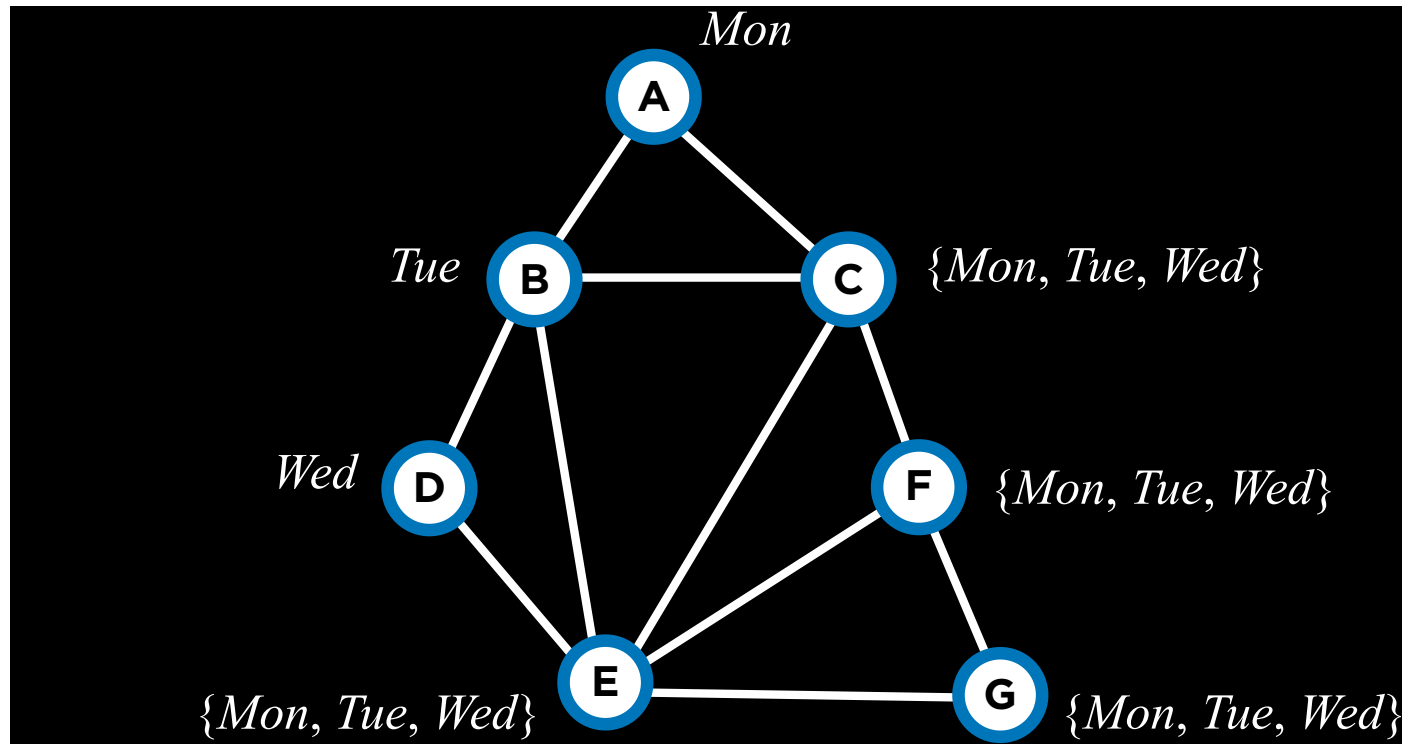 Mon
A
Tue
B
C
{Mon, Tue, Wed}
Wed
D
F
{Mon, Tue, Wed}
{Mon, Tue, Wed}
E
G
{Mon, Tue, Wed}